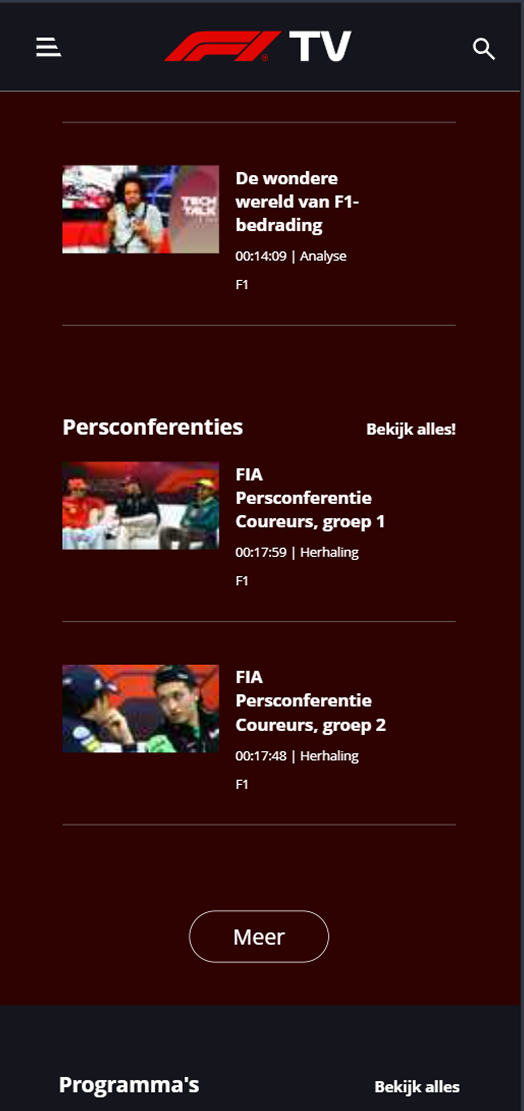 F1 TV
TECH
TALK
De wondere
wereld van F1-
bedrading
00:14:09 | Analyse
F1
Persconferenties
Bekijk alles!
FIA
Persconferentie
Coureurs, groep 1
00:17:59 | Herhaling
F1
FIA
Persconferentie
Coureurs, groep 2
00:17:48 | Herhaling
F1
Meer
Programma's
Bekijk alles